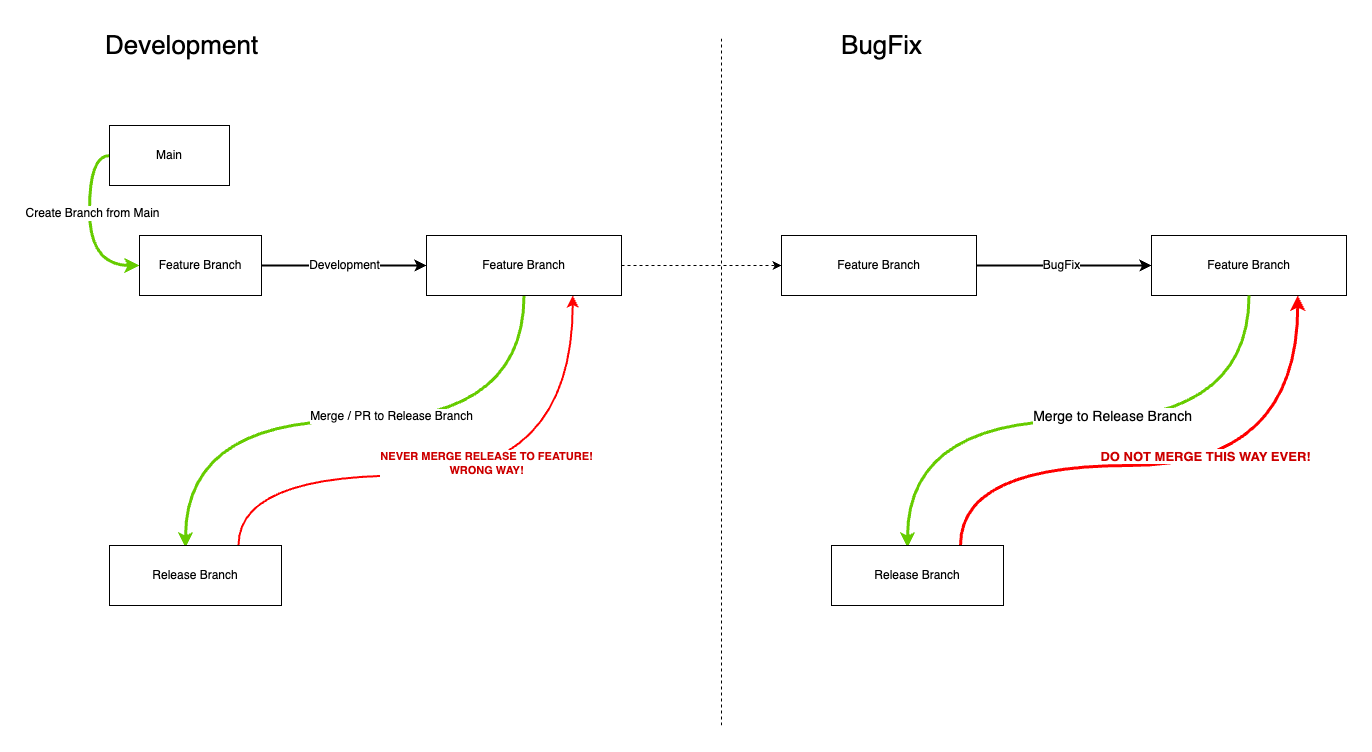 Development
BugFix
Main
Create Branch from Main
Feature Branch
Development
Feature Branch
Feature Branch
BugFix
Feature Branch
Merge / PR to Release Branch
Merge to Release Branch
NEVER MERGE RELEASE TO FEATURE!
WRONG WAY!
DO NOT MERGE THIS WAY EVER!
Release Branch
Release Branch